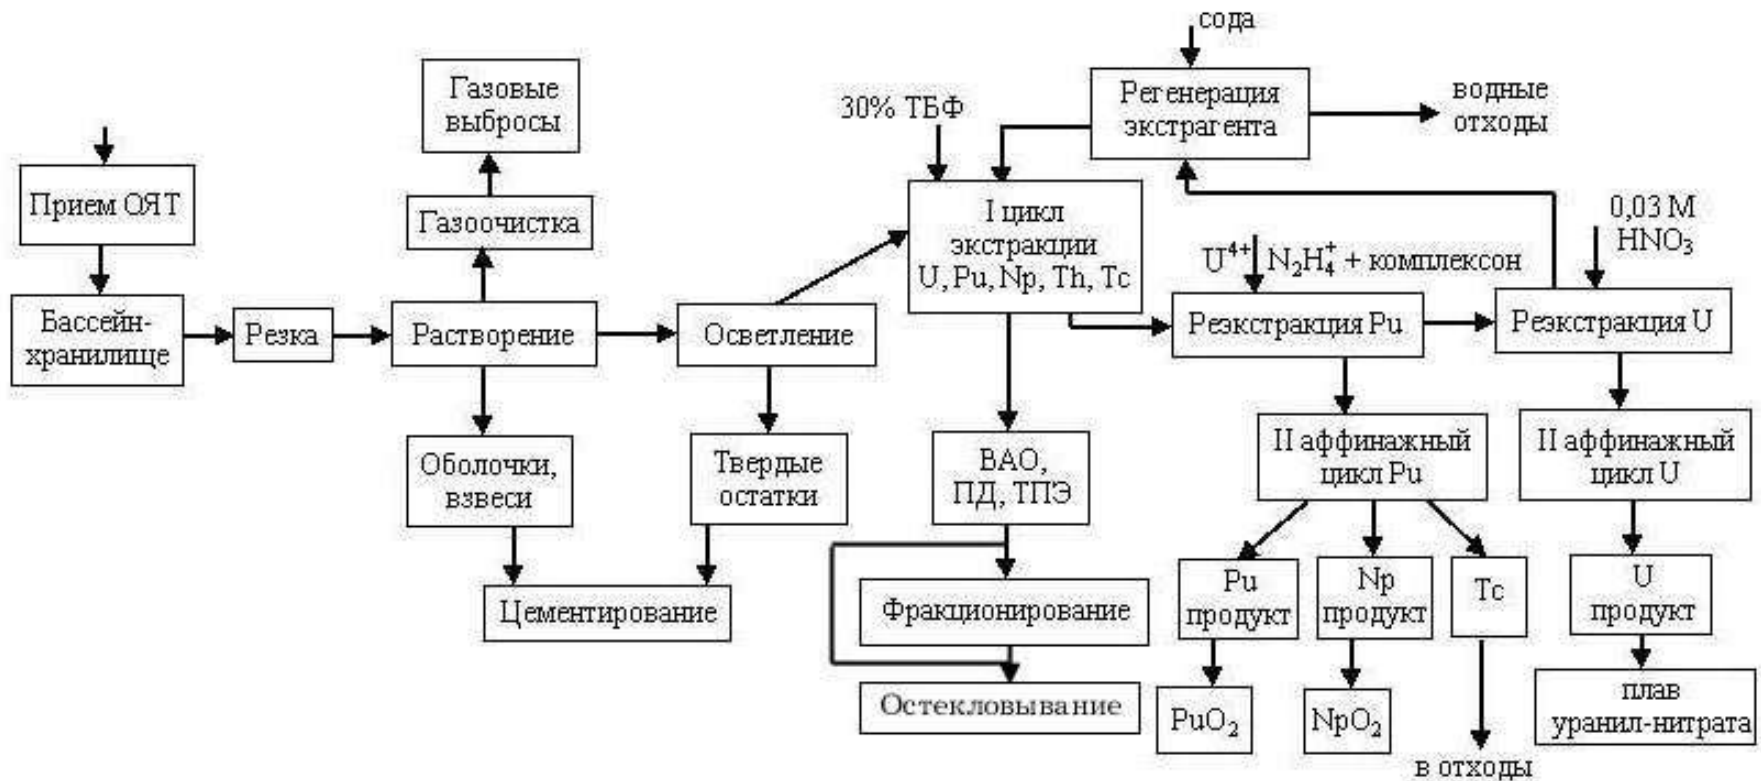 сода
Газовые
выбросы
30% ТБФ
Регенерация
экстрагента
водные
отходы
Прием ОЯТ
Газоочистка
I цикл
экстракции
U, Pu, Np, Th, Tc
0,03 М
HNO₃
U⁴⁺ N₂H₄⁺ + комплексон
Бассейн-
хранилище
Резка
Растворение
Осветление
Реэкстракция Pu
Реэкстракция U
Оболочки,
взвеси
Твердые
остатки
ВАО,
ПД, ТПЭ
II аффинажный
цикл Pu
II аффинажный
цикл U
Цементирование
Фракционирование
Pu
продукт
Np
продукт
Tc
U
продукт
Остекловывание
PuO₂
NpO₂
плав
уранил-нитрата
в отходы